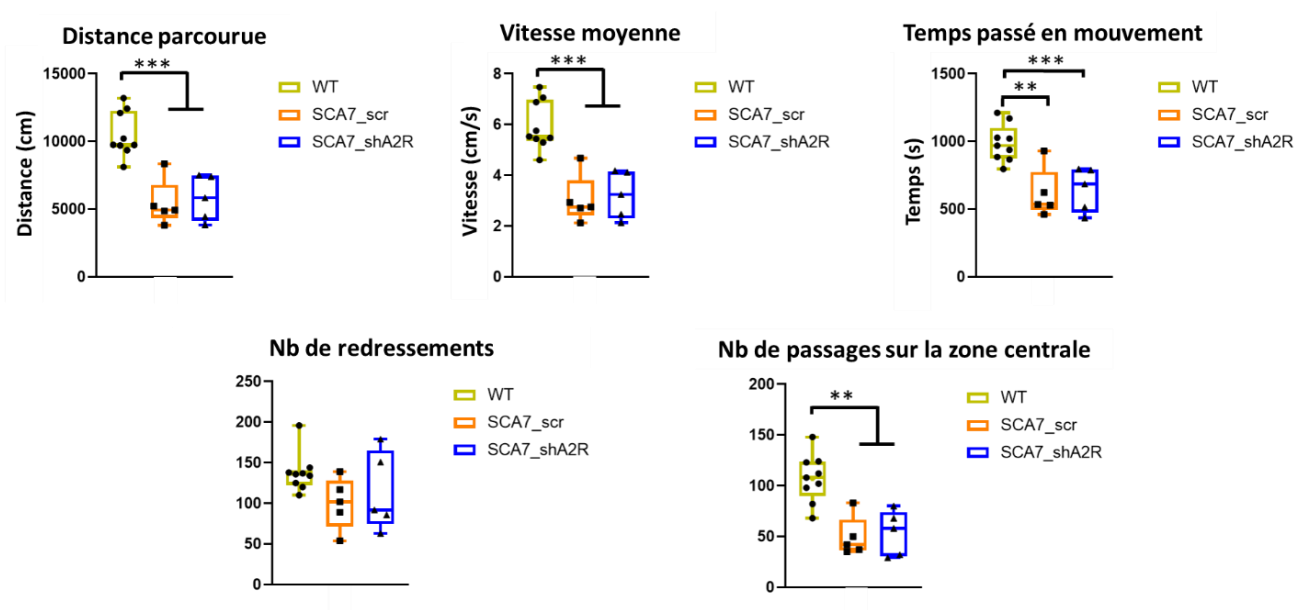 Distance parcourue
***
Distance (cm)
15000
10000
5000
0
WT
SCA7_scr
SCA7_shA2R
Vitesse moyenne
***
Vitesse (cm/s)
8
6
4
2
0
WT
SCA7_scr
SCA7_shA2R
Temps passé en mouvement
***
**
Temps (s)
1500
1000
500
0
WT
SCA7_scr
SCA7_shA2R
Nb de redressements
250
200
150
100
50
0
WT
SCA7_scr
SCA7_shA2R
Nb de passages sur la zone centrale
**
200
150
100
50
0
WT
SCA7_scr
SCA7_shA2R